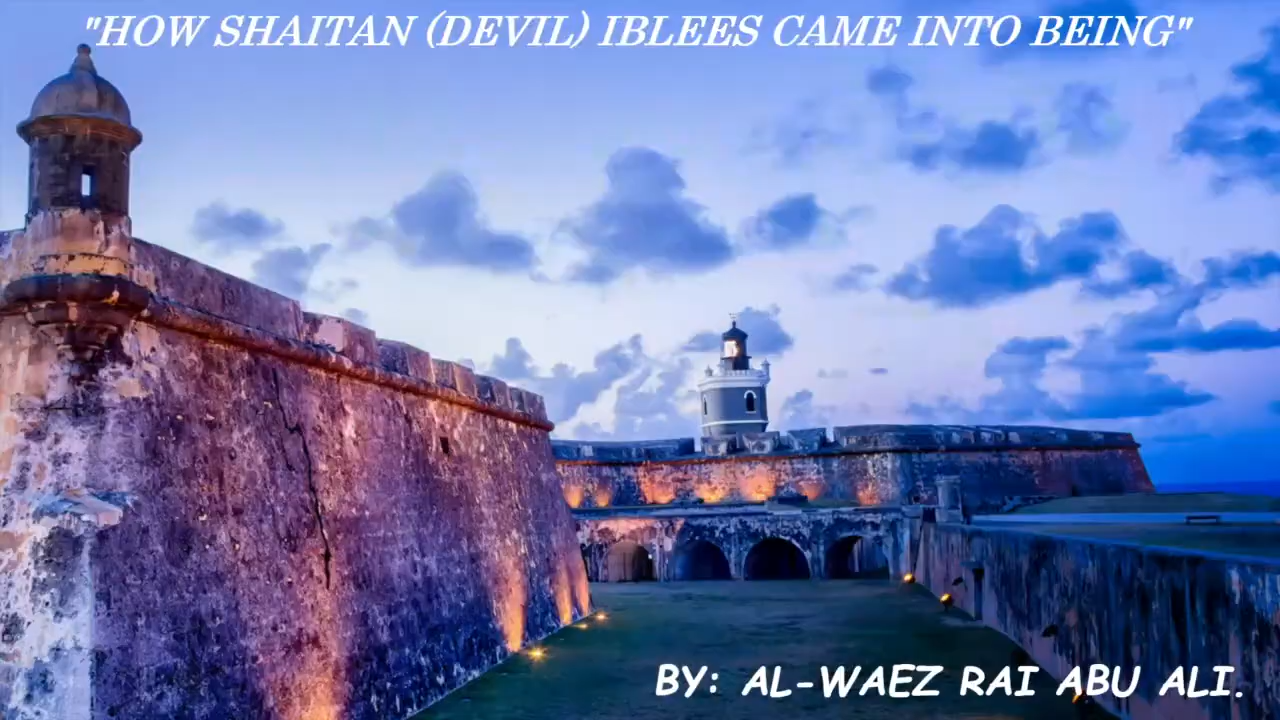 "HOW SHAITAN (DEVIL) IBLEES CAME INTO BEING"
BY: AL-WAEZ RAI ABU ALI.